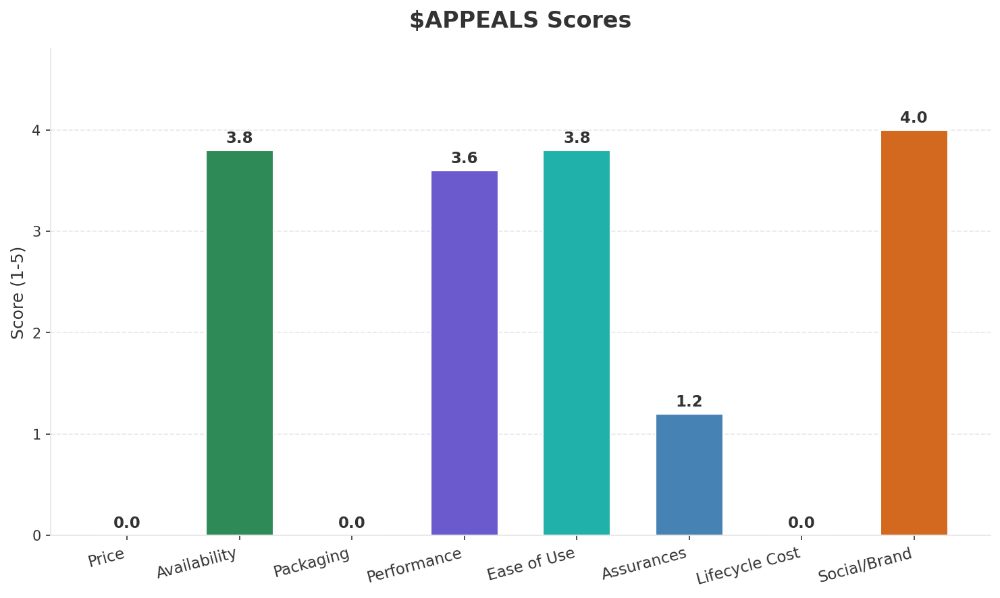 $APPEALS Scores
Score (1-5)
4
3
2
1
0
0.0
3.8
0.0
3.6
3.8
1.2
0.0
4.0
Price
Availability
Packaging
Performance
Ease of Use
Assurances
Lifecycle Cost
Social/Brand